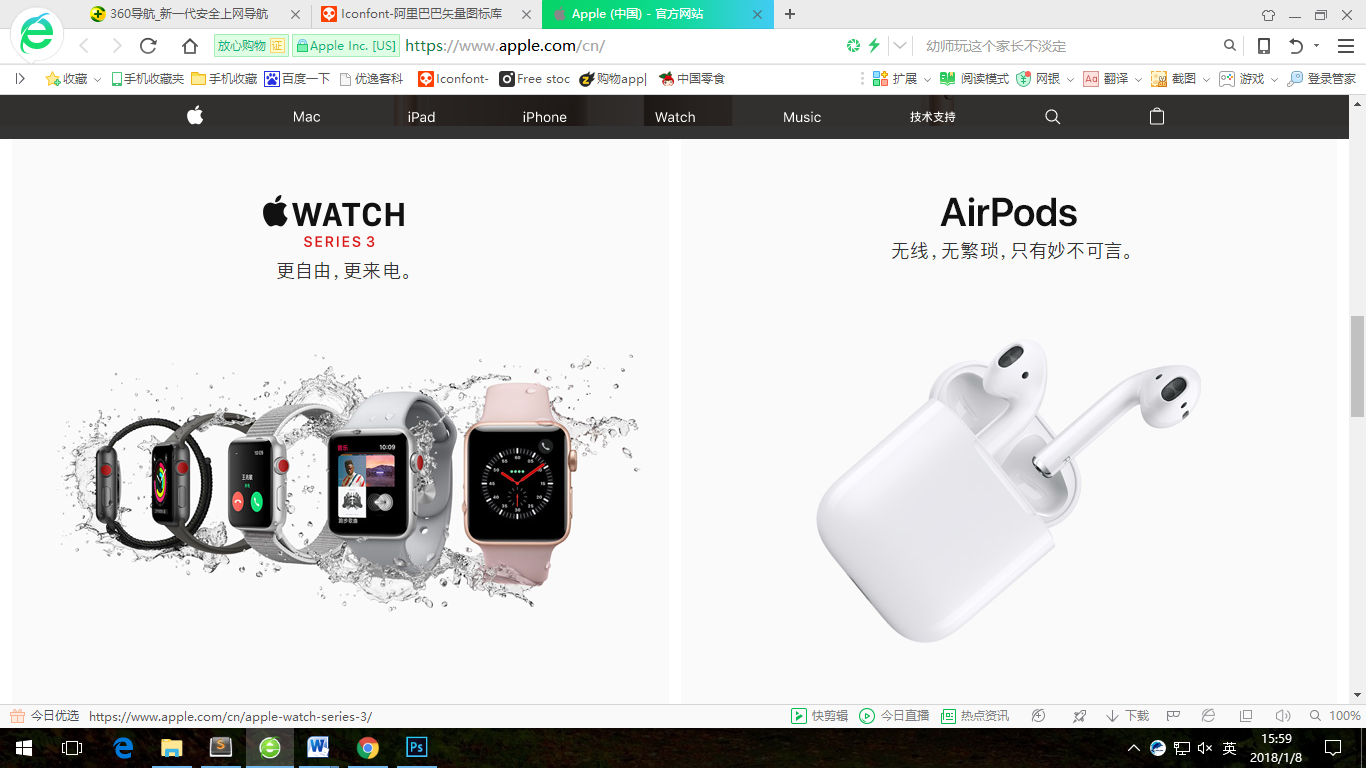 360导航_新一代安全上网导航
Iconfont-阿里巴巴矢量图标库
Apple (中国) - 官方网站
放心购物 证
Apple Inc. [US]
https://www.apple.com/cn/
幼师玩这个家长不淡定
收藏
手机收藏夹
手机收藏
百度一下
优逸客科
Iconfont-
Free stoc
购物app|
中国零食
扩展
阅读模式
网银
翻译
截图
游戏
登录管家
Mac
iPad
iPhone
Watch
Music
技术支持
WATCH
SERIES 3
更自由，更来电。
AirPods
无线，无繁琐，只有妙不可言。
音乐
10:09
跑步歌曲
今日优选
https://www.apple.com/cn/apple-watch-series-3/
快剪辑
今日直播
热点资讯
下载
100%
英
15:59
2018/1/8